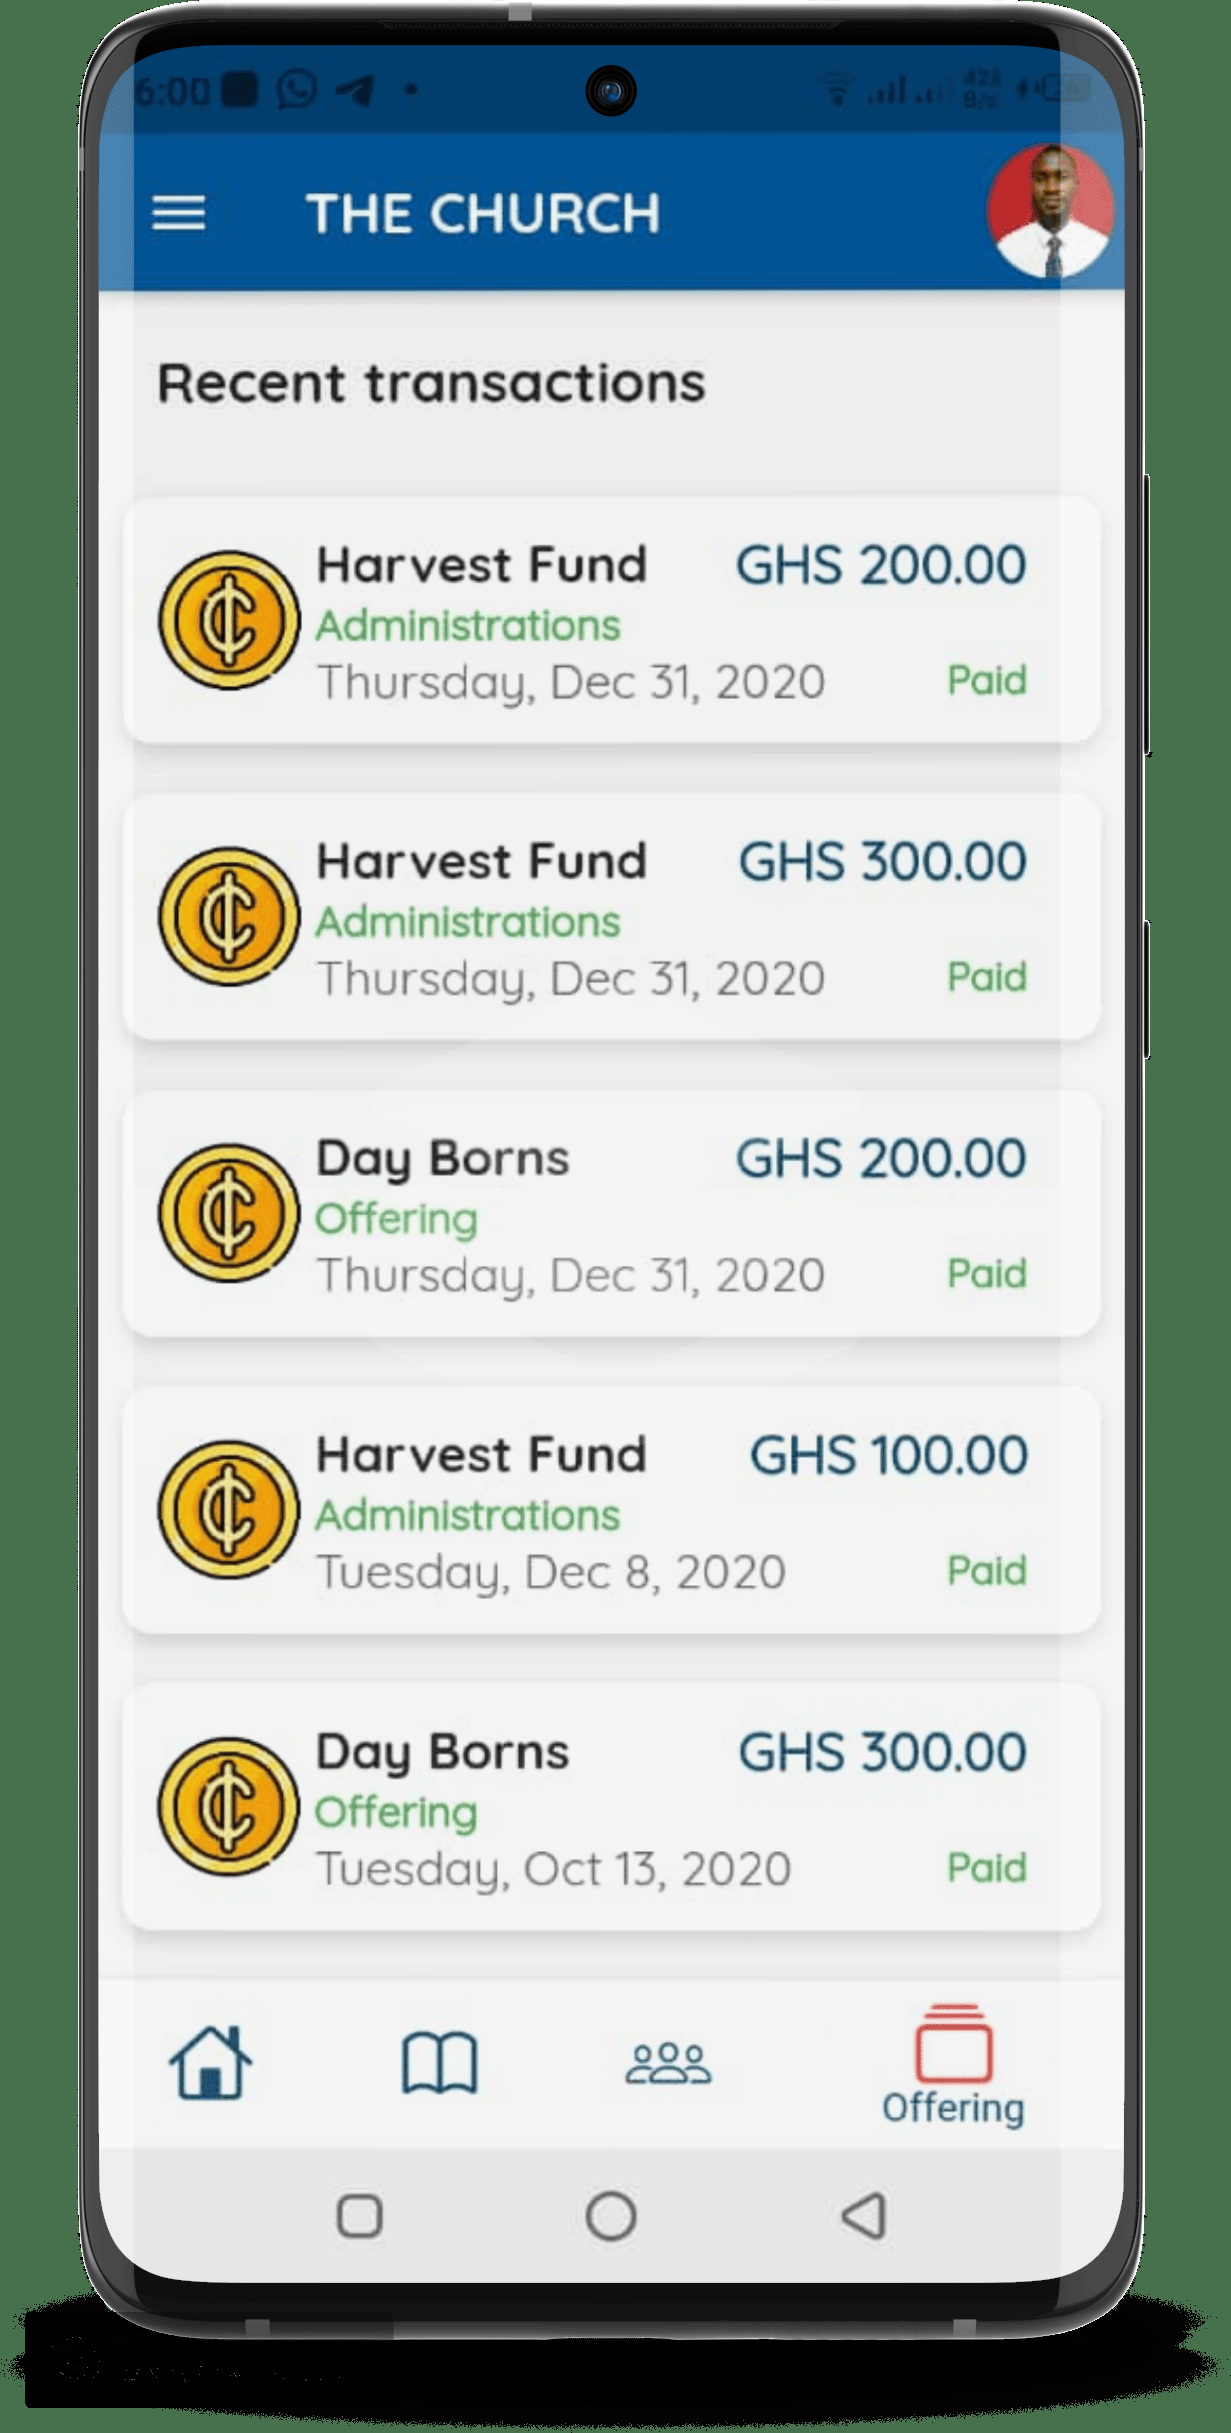 6:00
423
B/s
THE CHURCH
Recent transactions
Harvest Fund GHS 200.00
Administrations
Thursday, Dec 31, 2020 Paid
Harvest Fund GHS 300.00
Administrations
Thursday, Dec 31, 2020 Paid
Day Borns GHS 200.00
Offering
Thursday, Dec 31, 2020 Paid
Harvest Fund GHS 100.00
Administrations
Tuesday, Dec 8, 2020 Paid
Day Borns GHS 300.00
Offering
Tuesday, Oct 13, 2020 Paid
Offering